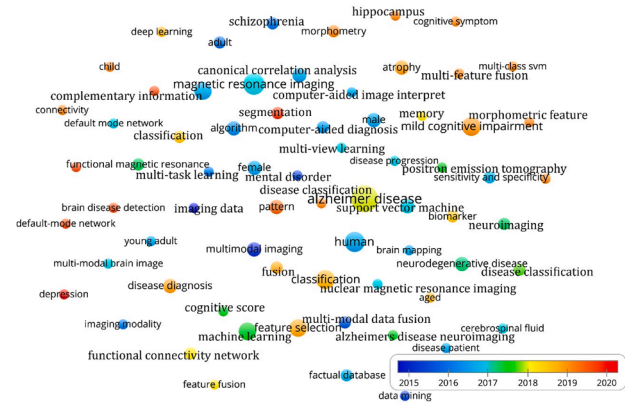 hippocampus
schizophrenia
cognitive symptom
deep learning
morphometry
adult
child
canonical correlation analysis
atrophy
multi-class svm
multi-feature fusion
magnetic resonance imaging
complementary information
computer-aided image interpret
connectivity
segmentation
memory
morphometric feature
default mode network
male
mild cognitive impairment
algorithm
computer-aided diagnosis
classification
multi-view learning
disease progression
functional magnetic resonance
female
positron emission tomography
multi-task learning
mental disorder
sensitivity and specificity
disease classification
alzheimer disease
brain disease detection
imaging data
pattern
support vector machine
biomarker
default-mode network
neuroimaging
young adult
human
multimodal imaging
brain mapping
multi-modal brain image
fusion
neurodegenerative disease
disease classification
classification
disease diagnosis
nuclear magnetic resonance imaging
depression
aged
cognitive score
imaging modality
multi-modal data fusion
feature selection
cerebrospinal fluid
machine learning
alzheimers disease neuroimaging
disease patient
functional connectivity network
factual database
feature fusion
2015 2016 2017 2018 2019 2020
data mining